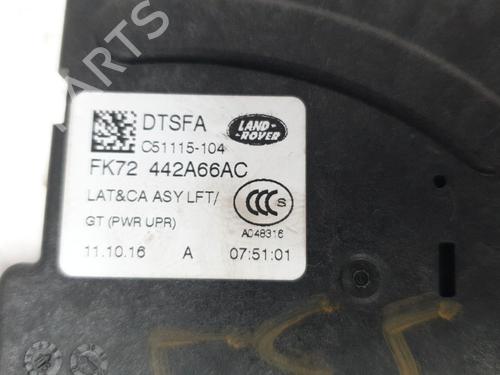 PARTS
DTSFA
LAND-
ROVER
C51115-104
FK72 442A66AC
LAT&CA ASY LFT/
GT (PWR UPR)
CCC S
A048316
11.10.16 A 07:51:01